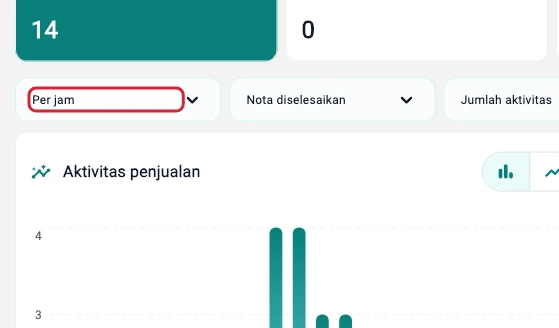 14
0
Per jam
Nota diselesaikan
Jumlah aktivitas
Aktivitas penjualan
4
3